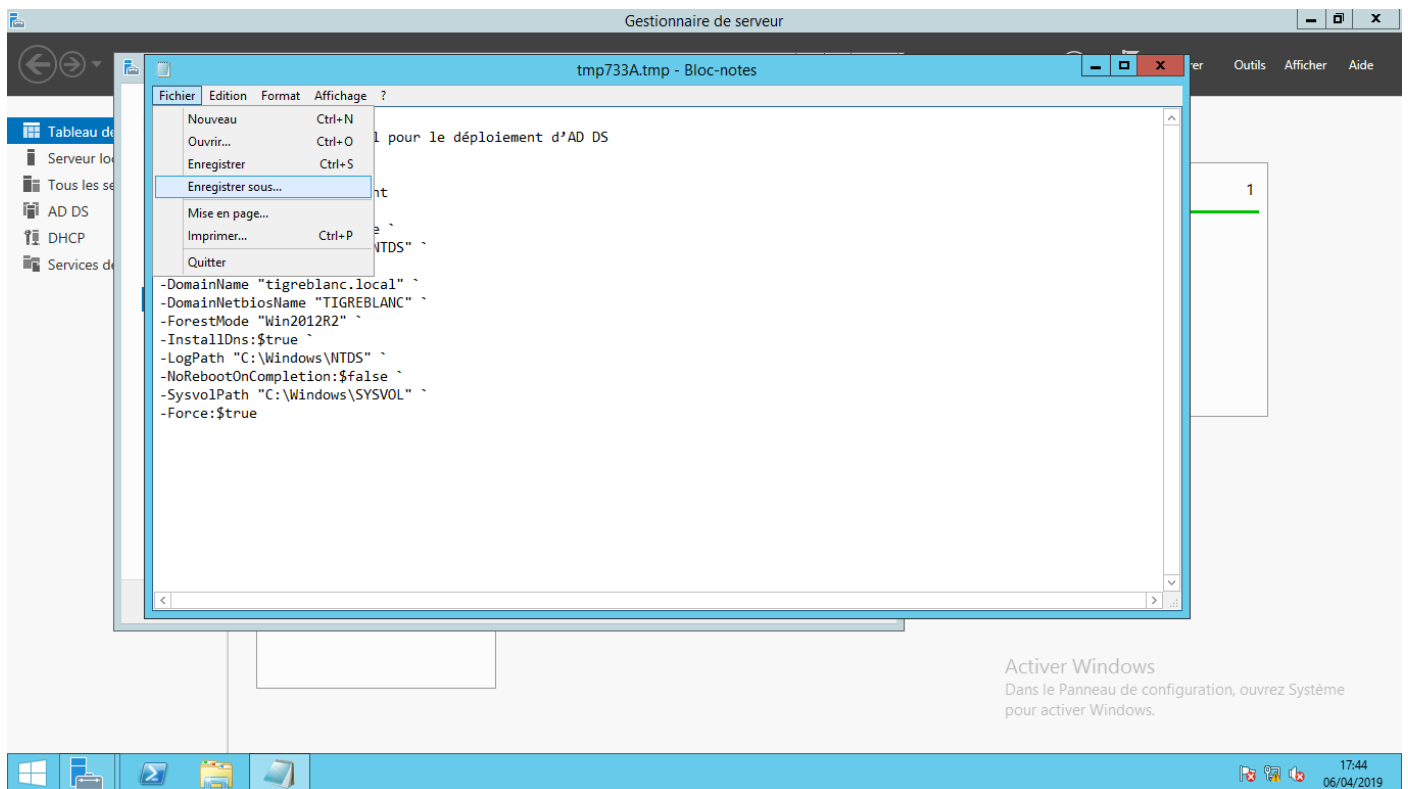 Gestionnaire de serveur
tmp733A.tmp - Bloc-notes
Outils Afficher Aide
Fichier Edition Format Affichage ?
Nouveau Ctrl+N
Ouvrir... Ctrl+O
Enregistrer Ctrl+S
Enregistrer sous...
Mise en page...
Imprimer... Ctrl+P
Quitter
pour le déploiement d’AD DS
NTDS" `
-DomainName "tigreblanc.local" `
-DomainNetbiosName "TIGREBLANC" `
-ForestMode "Win2012R2" `
-InstallDns:$true `
-LogPath "C:\Windows\NTDS" `
-NoRebootOnCompletion:$false `
-SysvolPath "C:\Windows\SYSVOL" `
-Force:$true
Tableau de
Serveur lo
Tous les se
AD DS
DHCP
Services de
1
Activer Windows
Dans le Panneau de configuration, ouvrez Système
pour activer Windows.
17:44
06/04/2019